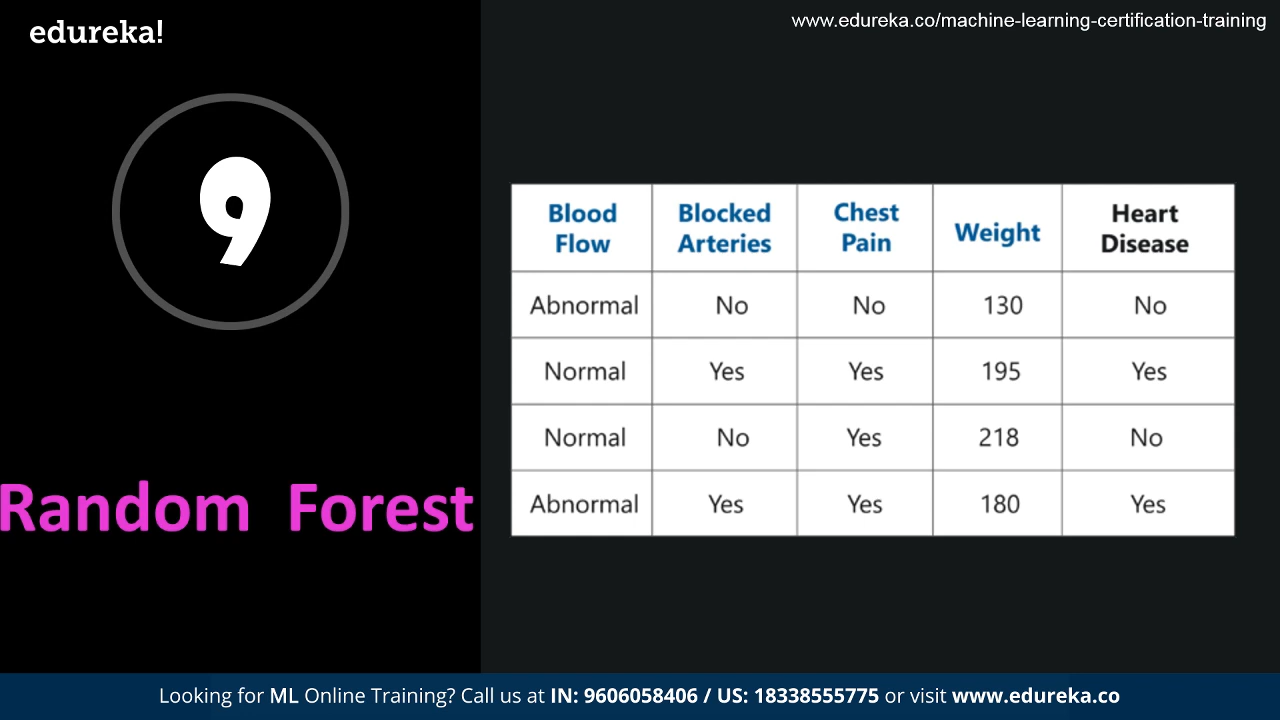 edureka!
www.edureka.co/machine-learning-certification-training
9
Random Forest
Blood Flow Blocked Arteries Chest Pain Weight Heart Disease
Abnormal No No 130 No
Normal Yes Yes 195 Yes
Normal No Yes 218 No
Abnormal Yes Yes 180 Yes
Looking for ML Online Training? Call us at IN: 9606058406 / US: 18338555775 or visit www.edureka.co